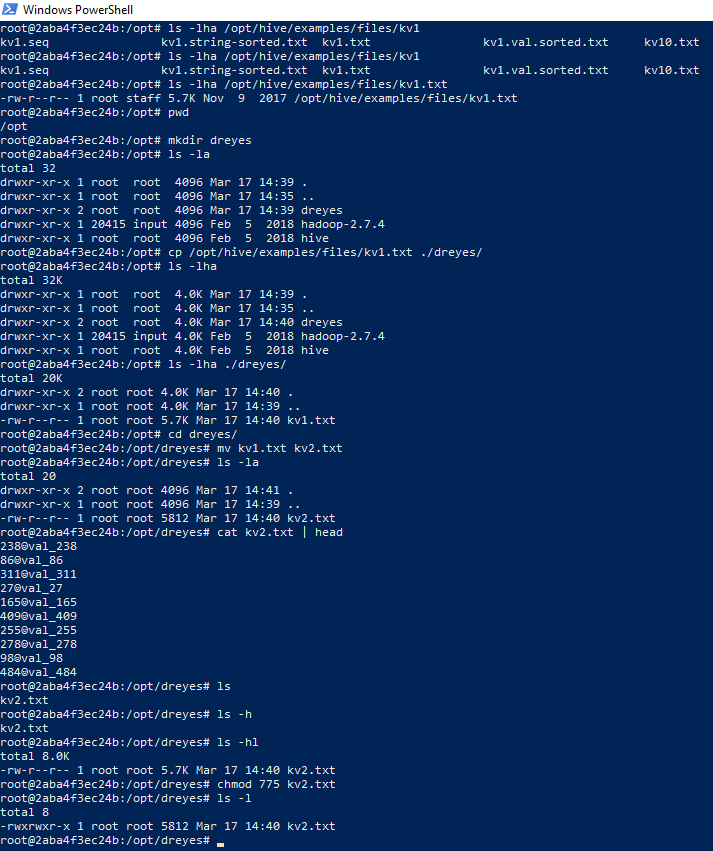 Windows PowerShell
root@2aba4f3ec24b:/opt# ls -lha /opt/hive/examples/files/kv1
kv1.seq                kv1.string-sorted.txt  kv1.txt                kv1.val.sorted.txt     kv10.txt
root@2aba4f3ec24b:/opt# ls -lha /opt/hive/examples/files/kv1
kv1.seq                kv1.string-sorted.txt  kv1.txt                kv1.val.sorted.txt     kv10.txt
root@2aba4f3ec24b:/opt# ls -lha /opt/hive/examples/files/kv1.txt
-rw-r--r-- 1 root staff 5.7K Nov  9  2017 /opt/hive/examples/files/kv1.txt
root@2aba4f3ec24b:/opt# pwd
/opt
root@2aba4f3ec24b:/opt# mkdir dreyes
root@2aba4f3ec24b:/opt# ls -la
total 32
drwxr-xr-x 1 root  root  4096 Mar 17 14:39 .
drwxr-xr-x 1 root  root  4096 Mar 17 14:35 ..
drwxr-xr-x 2 root  root  4096 Mar 17 14:39 dreyes
drwxr-xr-x 1 20415 input 4096 Feb  5  2018 hadoop-2.7.4
drwxr-xr-x 1 root  root  4096 Feb  5  2018 hive
root@2aba4f3ec24b:/opt# cp /opt/hive/examples/files/kv1.txt ./dreyes/
root@2aba4f3ec24b:/opt# ls -lha
total 32K
drwxr-xr-x 1 root  root  4.0K Mar 17 14:39 .
drwxr-xr-x 1 root  root  4.0K Mar 17 14:35 ..
drwxr-xr-x 2 root  root  4.0K Mar 17 14:40 dreyes
drwxr-xr-x 1 20415 input 4.0K Feb  5  2018 hadoop-2.7.4
drwxr-xr-x 1 root  root  4.0K Feb  5  2018 hive
root@2aba4f3ec24b:/opt# ls -lha ./dreyes/
total 20K
drwxr-xr-x 2 root root 4.0K Mar 17 14:40 .
drwxr-xr-x 1 root root 4.0K Mar 17 14:39 ..
-rw-r--r-- 1 root root 5.7K Mar 17 14:40 kv1.txt
root@2aba4f3ec24b:/opt# cd dreyes/
root@2aba4f3ec24b:/opt/dreyes# mv kv1.txt kv2.txt
root@2aba4f3ec24b:/opt/dreyes# ls -la
total 20
drwxr-xr-x 2 root root 4096 Mar 17 14:41 .
drwxr-xr-x 1 root root 4096 Mar 17 14:39 ..
-rw-r--r-- 1 root root 5812 Mar 17 14:40 kv2.txt
root@2aba4f3ec24b:/opt/dreyes# cat kv2.txt | head
238@val_238
86@val_86
311@val_311
27@val_27
165@val_165
409@val_409
255@val_255
278@val_278
98@val_98
484@val_484
root@2aba4f3ec24b:/opt/dreyes# ls
kv2.txt
root@2aba4f3ec24b:/opt/dreyes# ls -h
kv2.txt
root@2aba4f3ec24b:/opt/dreyes# ls -hl
total 8.0K
-rw-r--r-- 1 root root 5.7K Mar 17 14:40 kv2.txt
root@2aba4f3ec24b:/opt/dreyes# chmod 775 kv2.txt
root@2aba4f3ec24b:/opt/dreyes# ls -l
total 8
-rwxrwxr-x 1 root root 5812 Mar 17 14:40 kv2.txt
root@2aba4f3ec24b:/opt/dreyes#